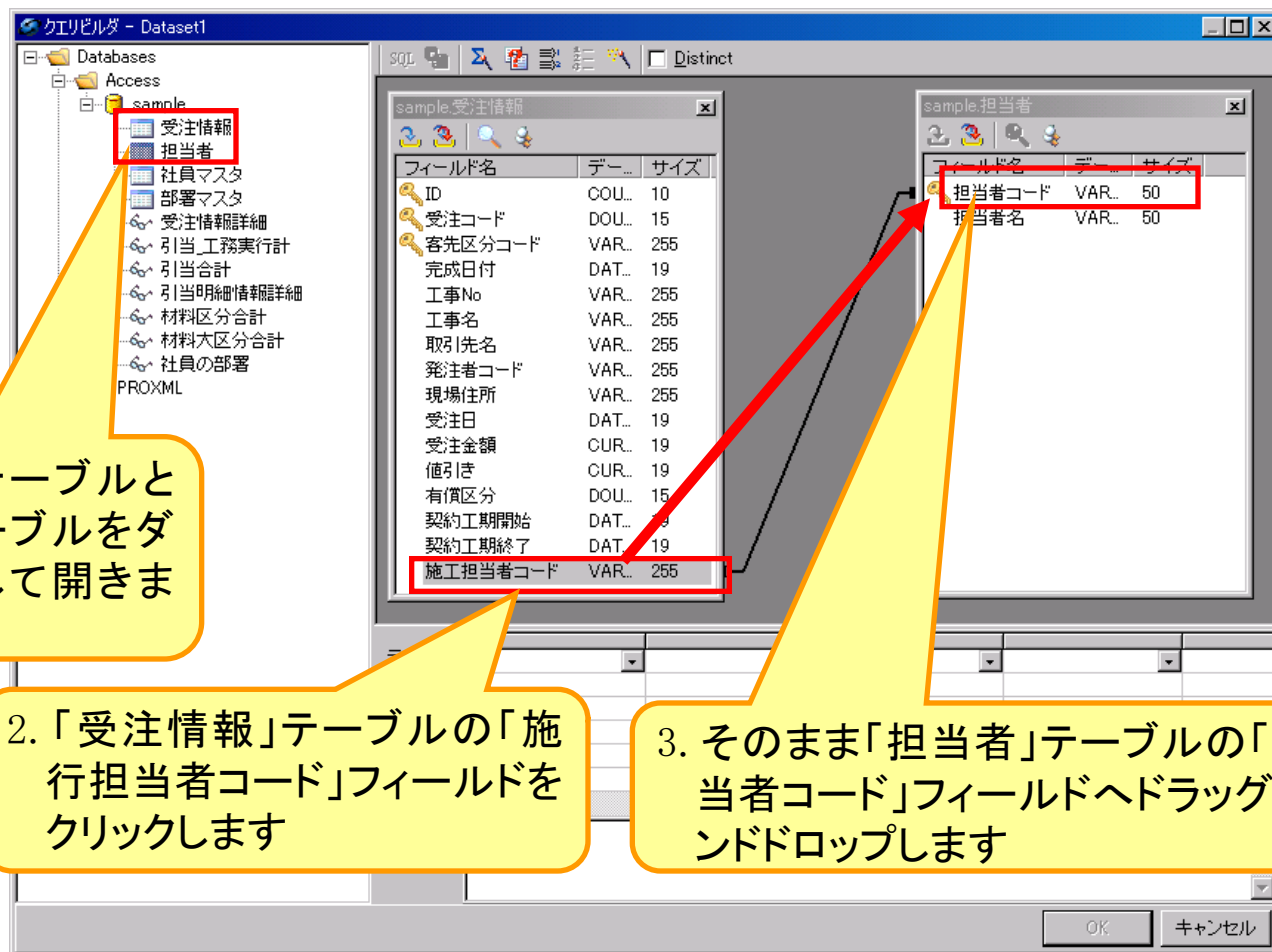 クエリビルダ - Dataset1
Databases
Access
sample
受注情報
担当者
社員マスタ
部署マスタ
受注情報詳細
引当_工務実行計
引当合計
引当明細情報詳細
材料区分合計
材料大区分合計
社員の部署
PROXML
SQL Distinct
sample.受注情報
フィールド名 デー... サイズ
ID COU... 10
受注コード DOU... 15
客先区分コード VAR... 255
完成日付 DAT... 19
工事No VAR... 255
工事名 VAR... 255
取引先名 VAR... 255
発注者コード VAR... 255
現場住所 VAR... 255
受注日 DAT... 19
受注金額 CUR... 19
値引き CUR... 19
有償区分 DOU... 15
契約工期開始 DAT... 19
契約工期終了 DAT... 19
施工担当者コード VAR... 255
sample.担当者
フィールド名 デー... サイズ
担当者コード VAR... 50
担当者名 VAR... 50
テーブルと
ーブルをダ
して開きま
2.「受注情報」テーブルの「施
行担当者コード」フィールドを
クリックします
3. そのまま「担当者」テーブルの「
当者コード」フィールドへドラッグ
ンドドロップします
OK キャンセル